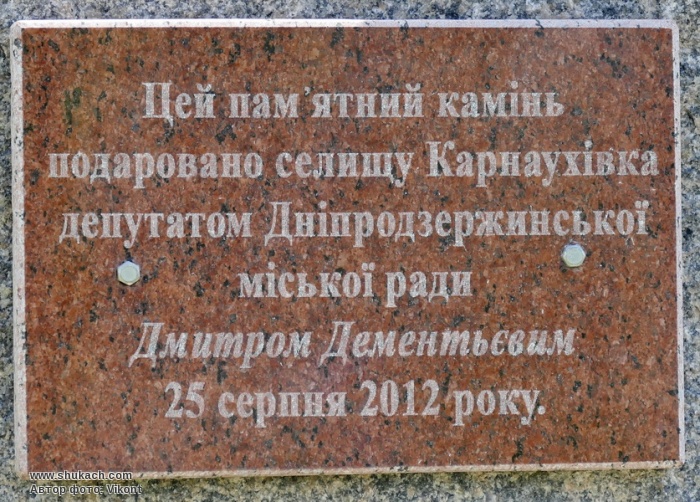 Цей пам'ятний камінь
подаровано селищу Карнаухівка
депутатом Дніпродзержинської
міської ради
Дмитром Дементьєвим
25 серпня 2012 року.
www.shukach.com
Автор фото: Vikont